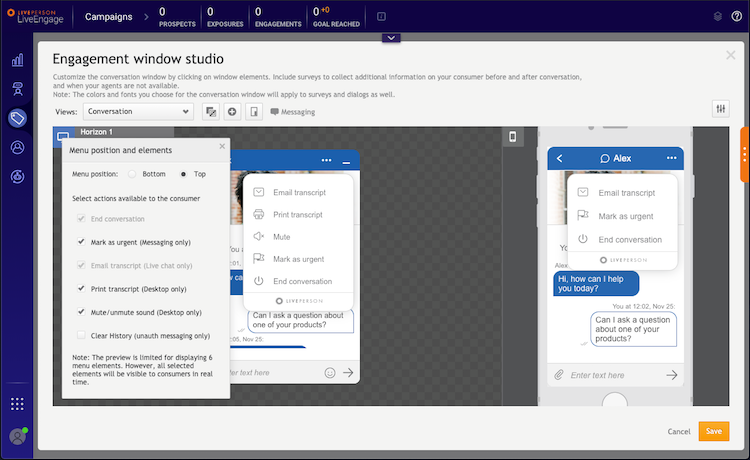 LIVEPERSON
LiveEngage
Campaigns
0
PROSPECTS
0
EXPOSURES
0
ENGAGEMENTS
0 +0
GOAL REACHED
Engagement window studio
Customize the conversation window by clicking on window elements. Include surveys to collect additional information on your consumer before and after conversation,
and when your agents are not available.
Note: The colors and fonts you choose for the conversation window will apply to surveys and dialogs as well.
Views:
Conversation
Messaging
Horizon 1
Menu position and elements
Menu position:
Bottom
Top
Select actions available to the consumer
End conversation
Mark as urgent (Messaging only)
Email transcript (Live chat only)
Print transcript (Desktop only)
Mute/unmute sound (Desktop only)
Clear History (unauth messaging only)
Note: The preview is limited for displaying 6
menu elements. However, all selected
elements will be visible to consumers in real
time.
Email transcript
Print transcript
Mute
Mark as urgent
End conversation
LIVEPERSON
Can I ask a question about
one of your products?
:05, Nov 25:
nter text here
Alex
Email transcript
Mark as urgent
End conversation
LIVEPERSON
Hi, how can I help
you today?
You at 12:02, Nov 25:
Can I ask a question
about one of your
products?
Enter text here
Cancel
Save